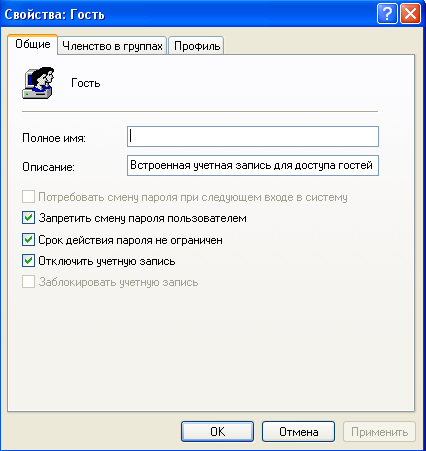 Свойства: Гость
Общие Членство в группах Профиль
Гость
Полное имя:
Описание: Встроенная учетная запись для доступа гостей
Потребовать смену пароля при следующем входе в систему
Запретить смену пароля пользователем
Срок действия пароля не ограничен
Отключить учетную запись
Заблокировать учетную запись
OK Отмена Применить